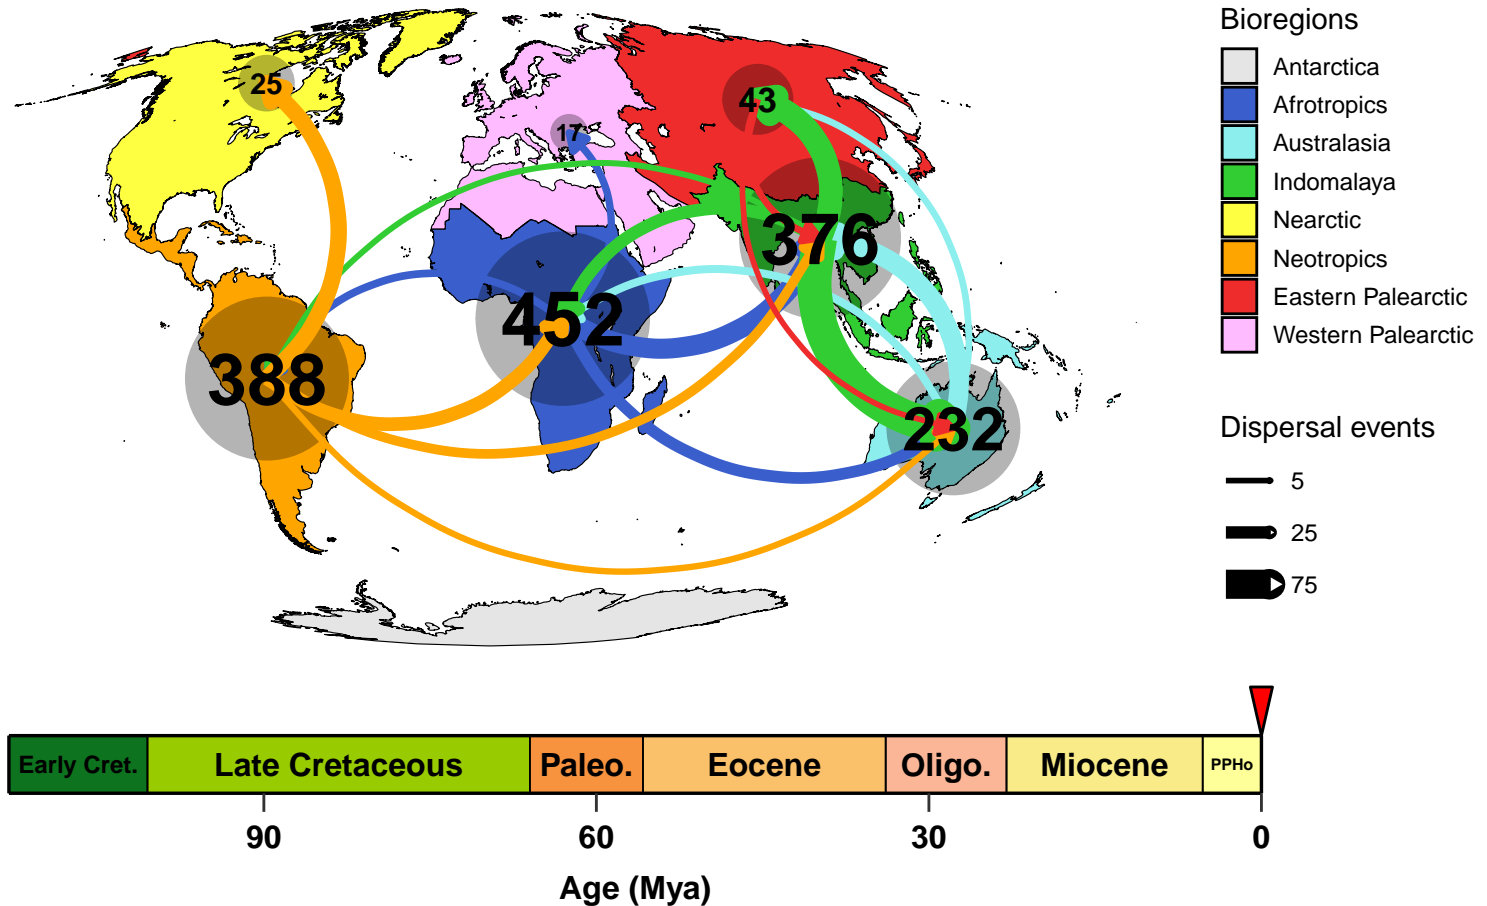 Bioregions
Antarctica
Afrotropics
Australasia
Indomalaya
Nearctic
Neotropics
Eastern Palearctic
Western Palearctic
25
43
17
376
452
388
232
Dispersal events
5
25
75
Early Cret.
Late Cretaceous
Paleo.
Eocene
Oligo.
Miocene
PPHo
90
60
30
0
Age (Mya)